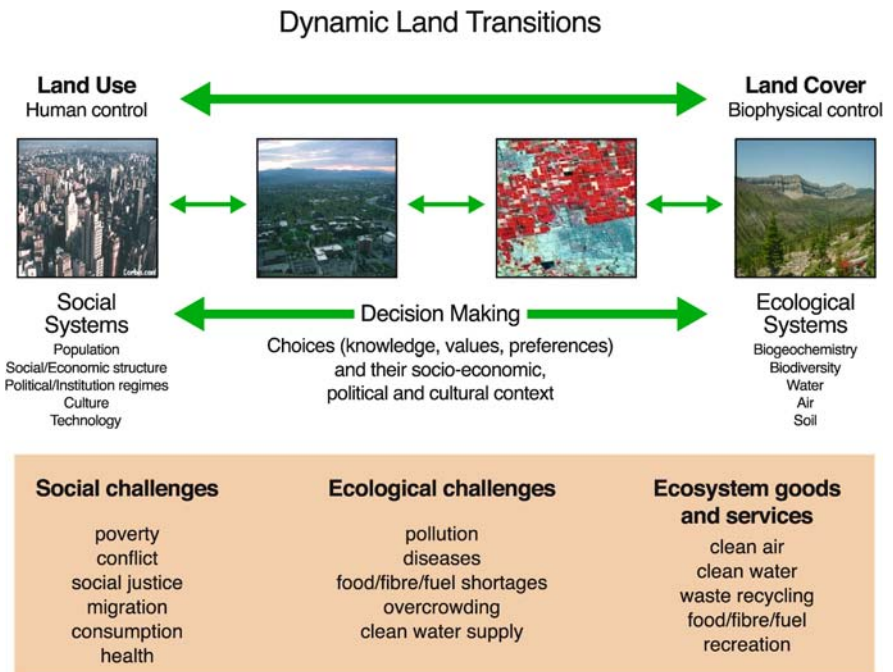 Dynamic Land Transitions
Land Use
Human control
Land Cover
Biophysical control
Corbis.com
Social
Systems
Population
Social/Economic structure
Political/Institution regimes
Culture
Technology
Decision Making
Choices (knowledge, values, preferences)
and their socio-economic,
political and cultural context
Ecological
Systems
Biogeochemistry
Biodiversity
Water
Air
Soil
Social challenges
poverty
conflict
social justice
migration
consumption
health
Ecological challenges
pollution
diseases
food/fibre/fuel shortages
overcrowding
clean water supply
Ecosystem goods
and services
clean air
clean water
waste recycling
food/fibre/fuel
recreation